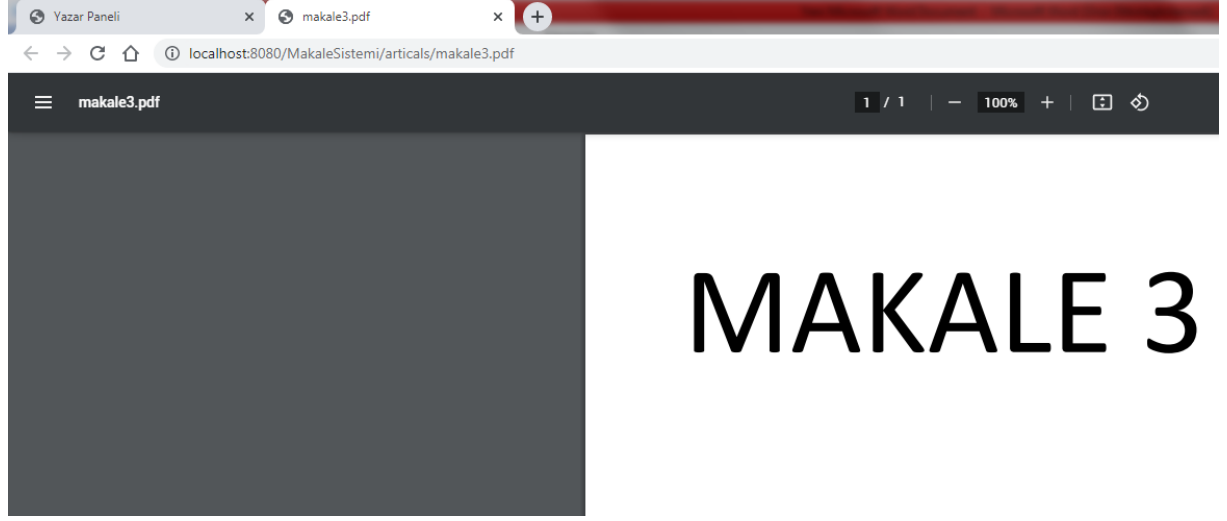 Yazar Paneli
makale3.pdf
localhost:8080/MakaleSistemi/articals/makale3.pdf
makale3.pdf
1 / 1
100%
MAKALE 3